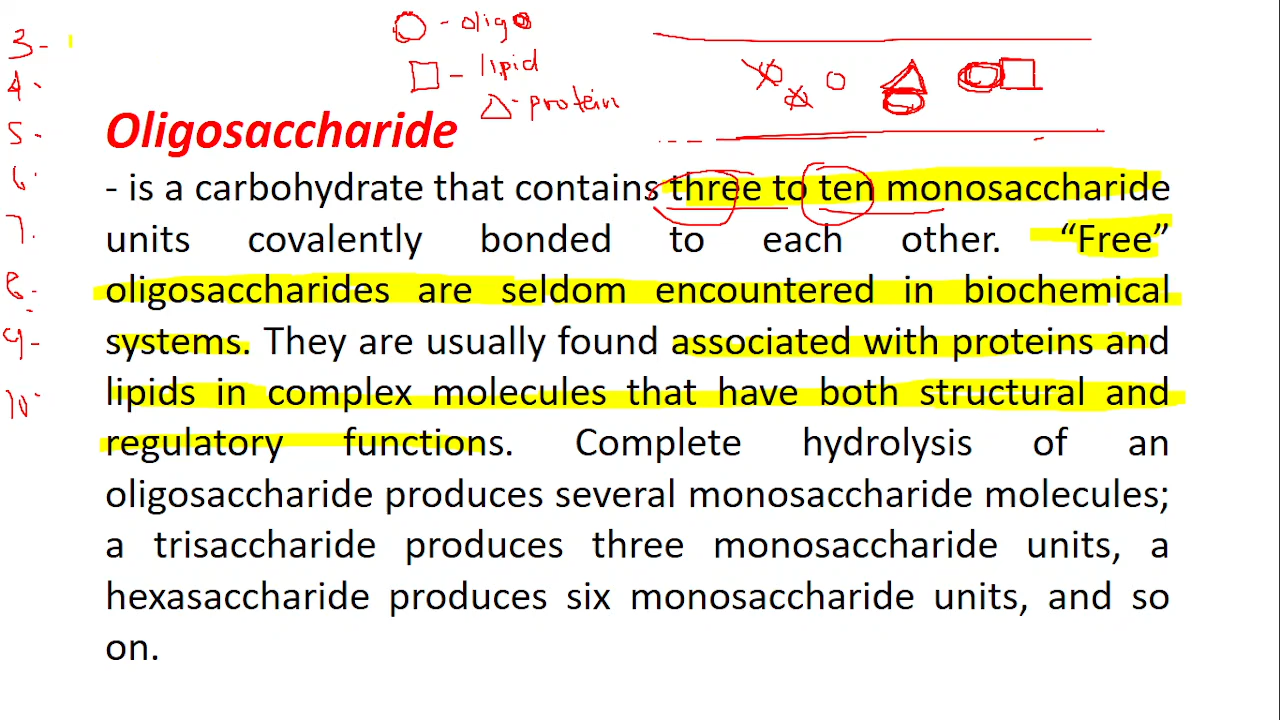 3-
4.
5.
6.
7.
8.
9-
10.
- oligo
- lipid
- protein
Oligosaccharide
- is a carbohydrate that contains three to ten monosaccharide
units covalently bonded to each other. “Free”
oligosaccharides are seldom encountered in biochemical
systems. They are usually found associated with proteins and
lipids in complex molecules that have both structural and
regulatory functions. Complete hydrolysis of an
oligosaccharide produces several monosaccharide molecules;
a trisaccharide produces three monosaccharide units, a
hexasaccharide produces six monosaccharide units, and so
on.